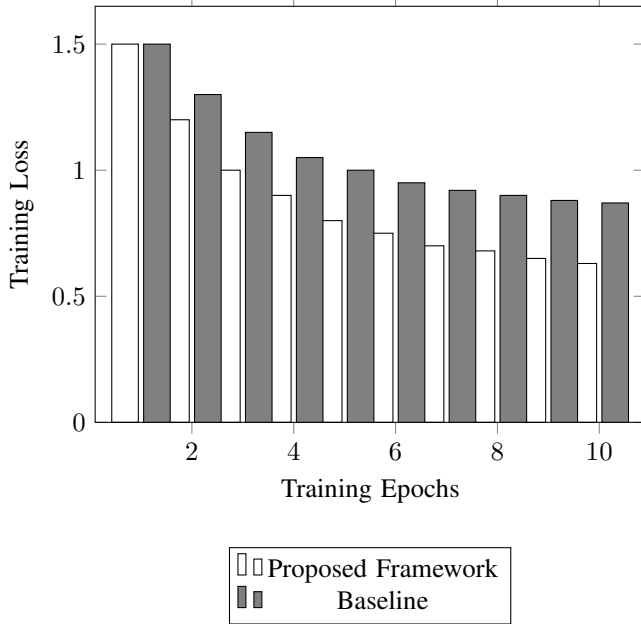 1.5
1
0.5
0
Training Loss
2 4 6 8 10
Training Epochs
Proposed Framework
Baseline